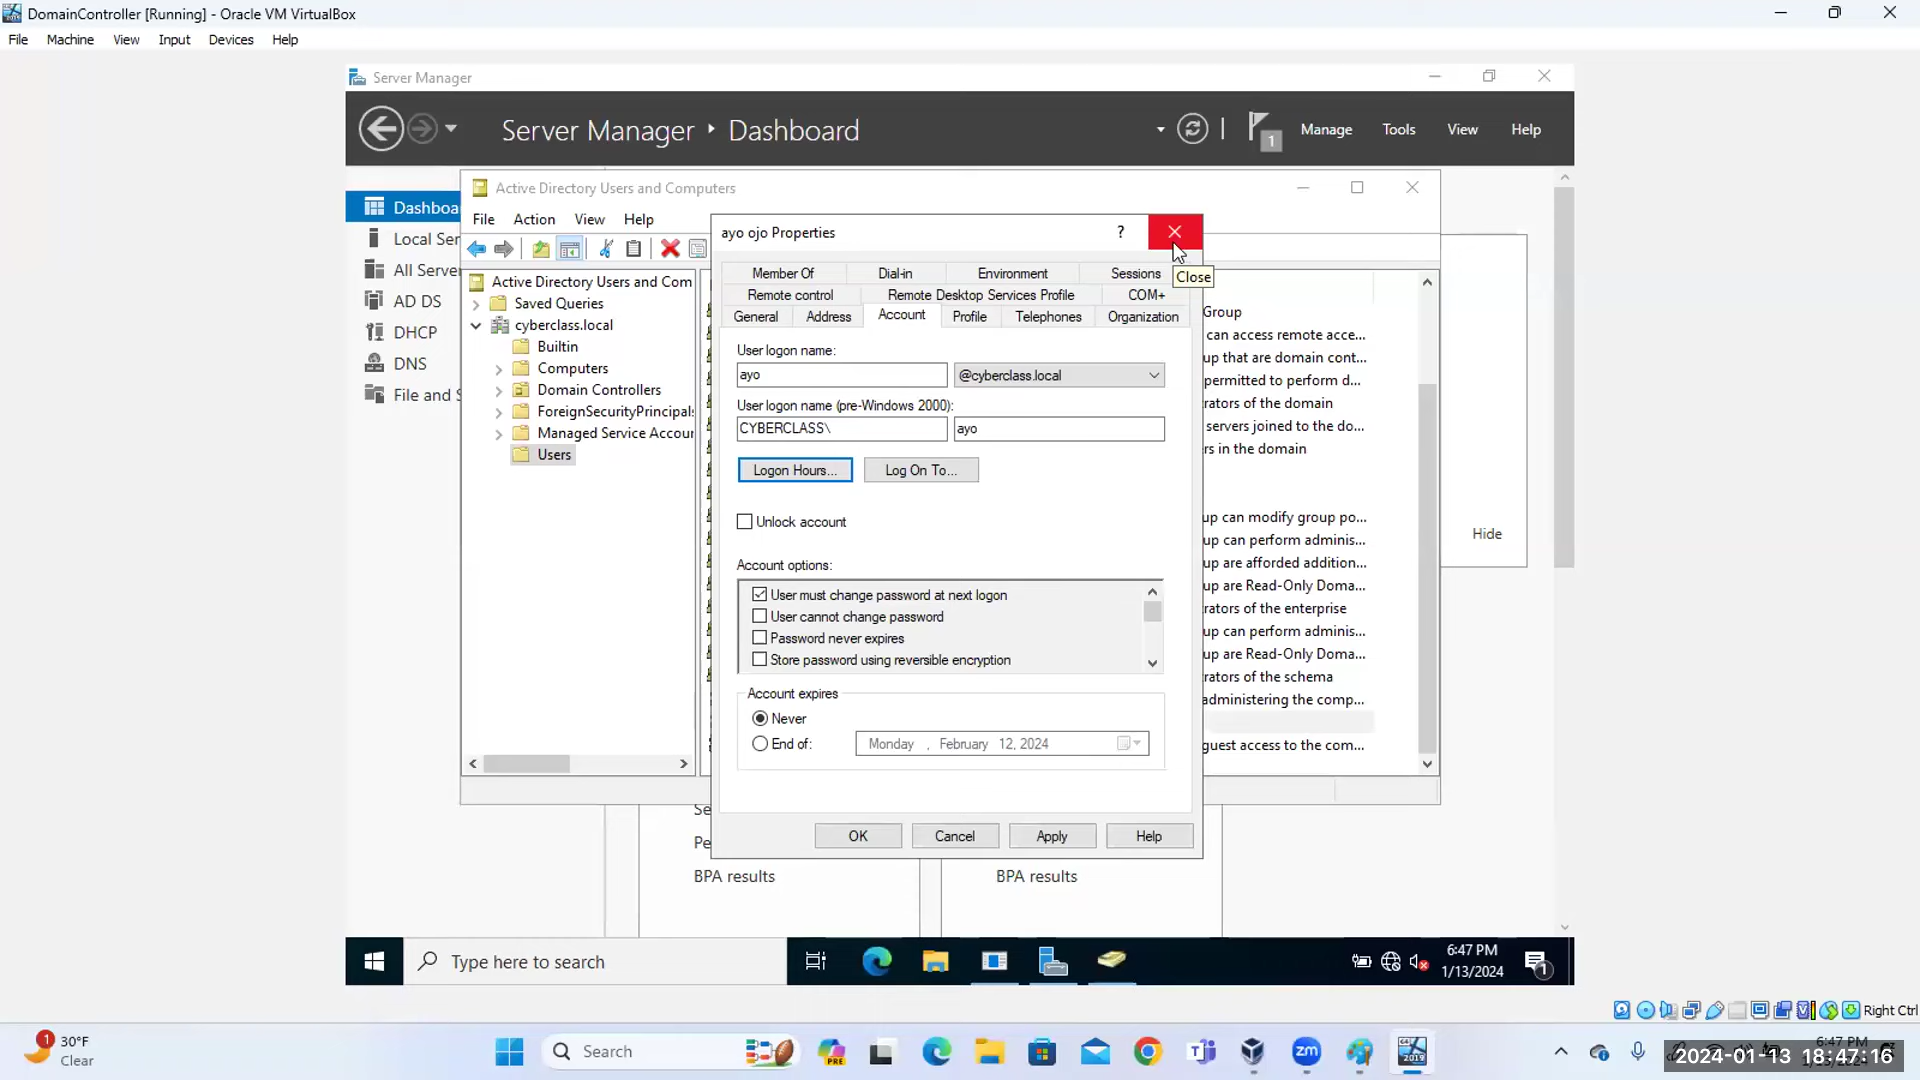 DomainController [Running] - Oracle VM VirtualBox
File Machine View Input Devices Help
Server Manager
Server Manager ‣ Dashboard
1 Manage Tools View Help
Active Directory Users and Computers
File Action View Help
Dashboa
Local Ser
All Serve
AD DS
DHCP
DNS
File and S
Active Directory Users and Com
Saved Queries
cyberclass.local
Builtin
Computers
Domain Controllers
ForeignSecurityPrincipals
Managed Service Accour
Users
ayo ojo Properties
?
Close
Member Of Dial-in Environment Sessions
Remote control Remote Desktop Services Profile COM+
General Address Account Profile Telephones Organization
User logon name:
ayo @cyberclass.local
User logon name (pre-Windows 2000):
CYBERCLASS\ ayo
Logon Hours... Log On To...
Unlock account
Account options:
User must change password at next logon
User cannot change password
Password never expires
Store password using reversible encryption
Account expires
Never
End of: Monday , February 12, 2024
OK Cancel Apply Help
Group
can access remote acce...
up that are domain cont...
permitted to perform d...
rators of the domain
servers joined to the do...
rs in the domain
up can modify group po...
up can perform adminis...
up are afforded addition...
up are Read-Only Doma...
rators of the enterprise
up can perform adminis...
up are Read-Only Doma...
rators of the schema
administering the comp...
guest access to the com...
Hide
Se
Pe
BPA results BPA results
Type here to search
6:47 PM
1/13/2024
1
Right Ctrl
1
30°F
Clear
Search
PRE
zm
2019
2024-01-13 18:47:16